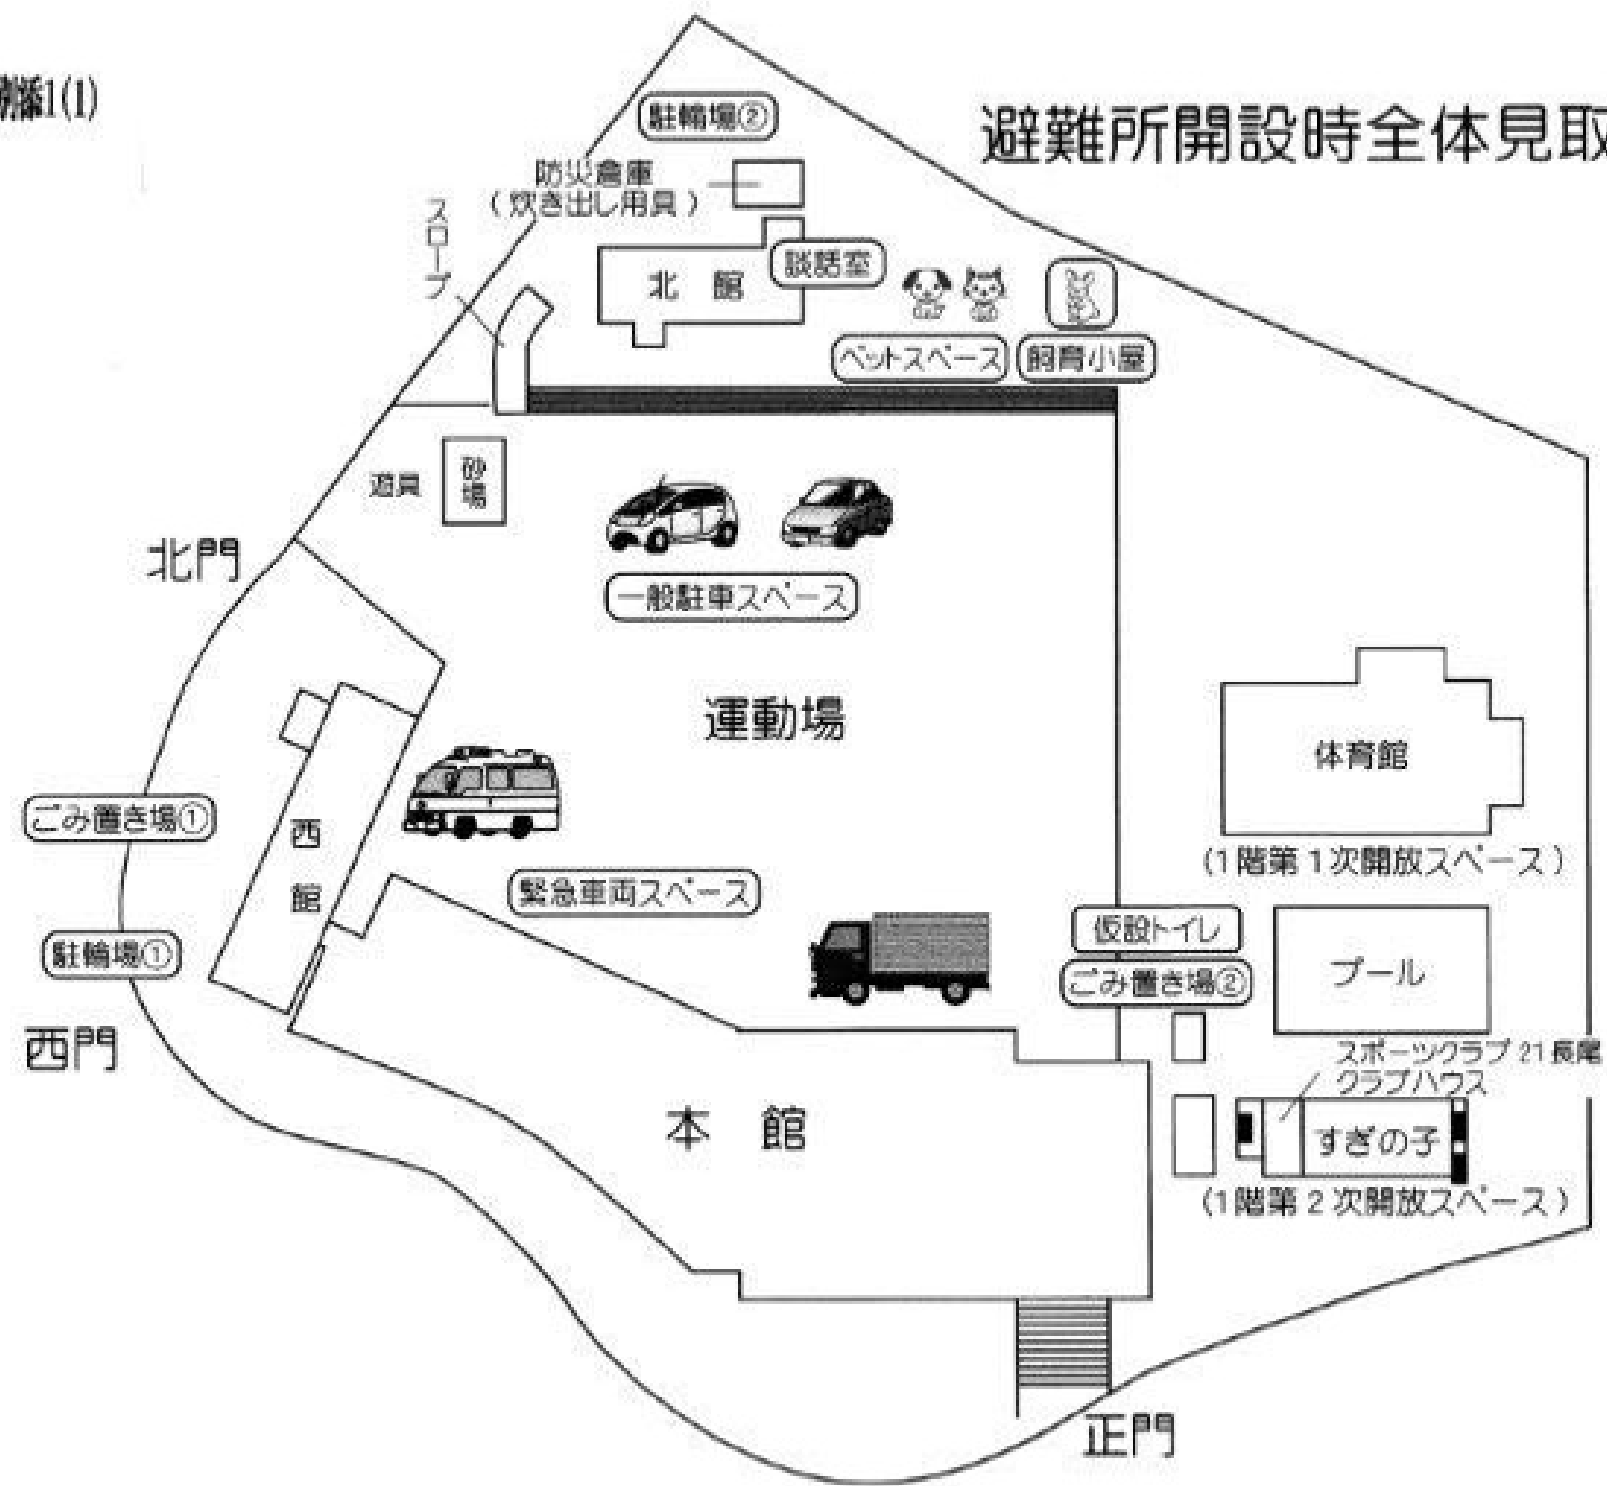 別添1(1)
避難所開設時全体見取
駐輪場②
防災倉庫
(炊き出し用具)
スロープ
談話室
北 館
ペットスペース
飼育小屋
遊具
砂場
北門
一般駐車スペース
運動場
体育館
(1階第1次開放スペース)
ごみ置き場①
西館
緊急車両スペース
駐輪場①
仮設トイレ
ごみ置き場②
プール
西門
スポーツクラブ21長尾
クラブハウス
本 館
すぎの子
(1階第2次開放スペース)
正門